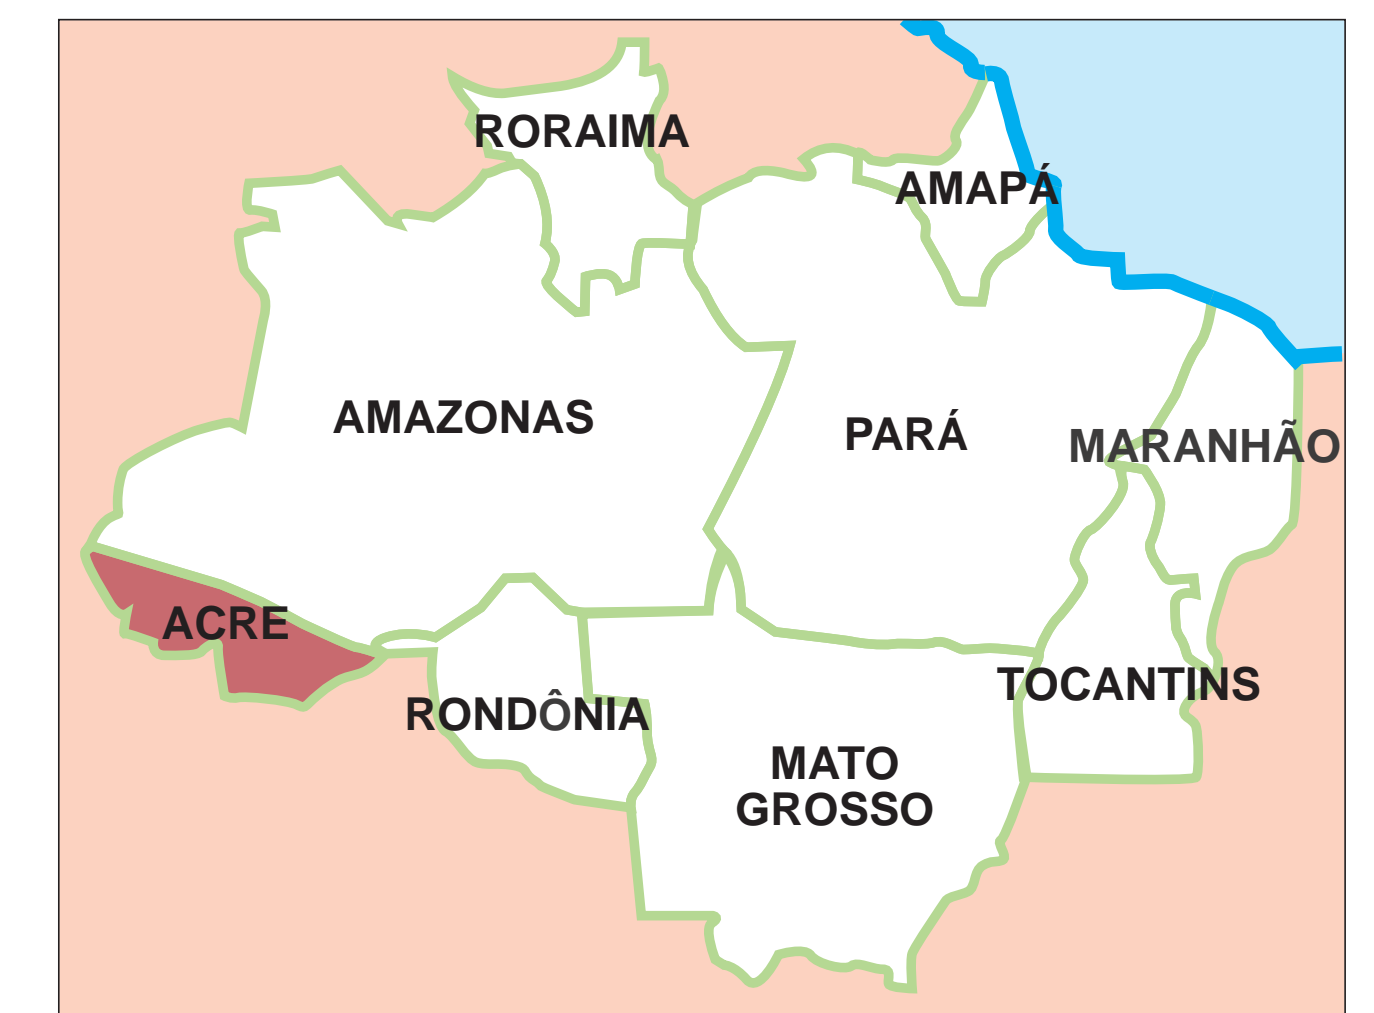 RORAIMA
AMAPÁ
AMAZONAS
PARÁ
MARANHÃO
ACRE
TOCANTINS
RONDÔNIA
MATO
GROSSO